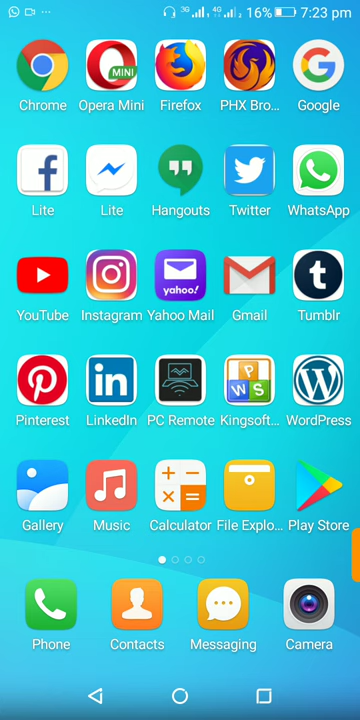 3G 4G 16% 7:23 pm
MINI
Chrome Opera Mini Firefox PHX Bro... Google
Lite Lite Hangouts Twitter WhatsApp
yahoo!
YouTube Instagram Yahoo Mail Gmail Tumblr
P W S
Pinterest LinkedIn PC Remote Kingsoft... WordPress
Gallery Music Calculator File Explo... Play Store
Phone Contacts Messaging Camera